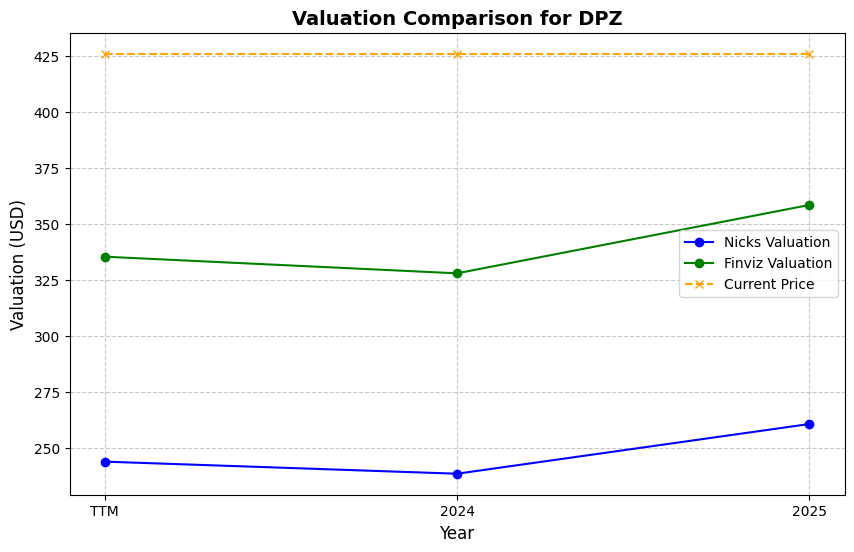 Valuation Comparison for DPZ
Valuation (USD)
425
400
375
350
325
300
275
250
Nicks Valuation
Finviz Valuation
Current Price
TTM
2024
2025
Year